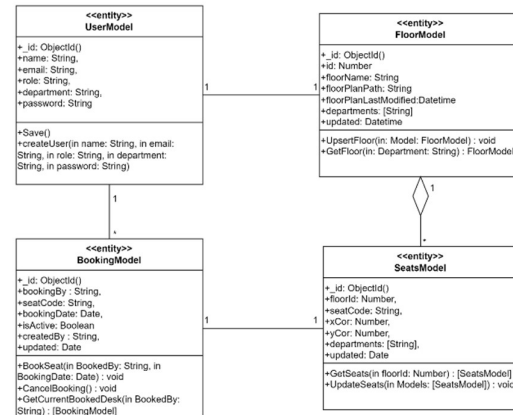 <<entity>>
UserModel
+_id: ObjectId()
+name: String,
+email: String,
+role: String,
+department: String,
+password: String
+Save()
+createUser(in name: String, in email:
String, in role: String, in department:
String, in password: String)
1
1
<<entity>>
FloorModel
+_id: ObjectId()
+id: Number
+floorName: String
+floorPlanPath: String
+floorPlanLastModified:Datetime
+departments: [String]
+updated: Datetime
+UpsertFloor(in: Model: FloorModel) : void
+GetFloor(in: Department: String) : FloorModel
1
*
1
*
<<entity>>
BookingModel
+_id: ObjectId()
+bookingBy : String,
+seatCode: String,
+bookingDate: Date,
+isActive: Boolean
+createdBy : String,
+updated: Date
+BookSeat(in BookedBy: String, in
BookingDate: Date) : void
+CancelBooking() : void
+GetCurrentBookedDesk(in BookedBy:
String) : [BookingModel]
1
1
<<entity>>
SeatsModel
+_id: ObjectId()
+floorId: Number,
+seatCode: String,
+xCor: Number,
+yCor: Number,
+departments: [String],
+updated: Date
+GetSeats(in floorId: Number) : [SeatsModel]
+UpdateSeats(in Models: [SeatsModel]) : void